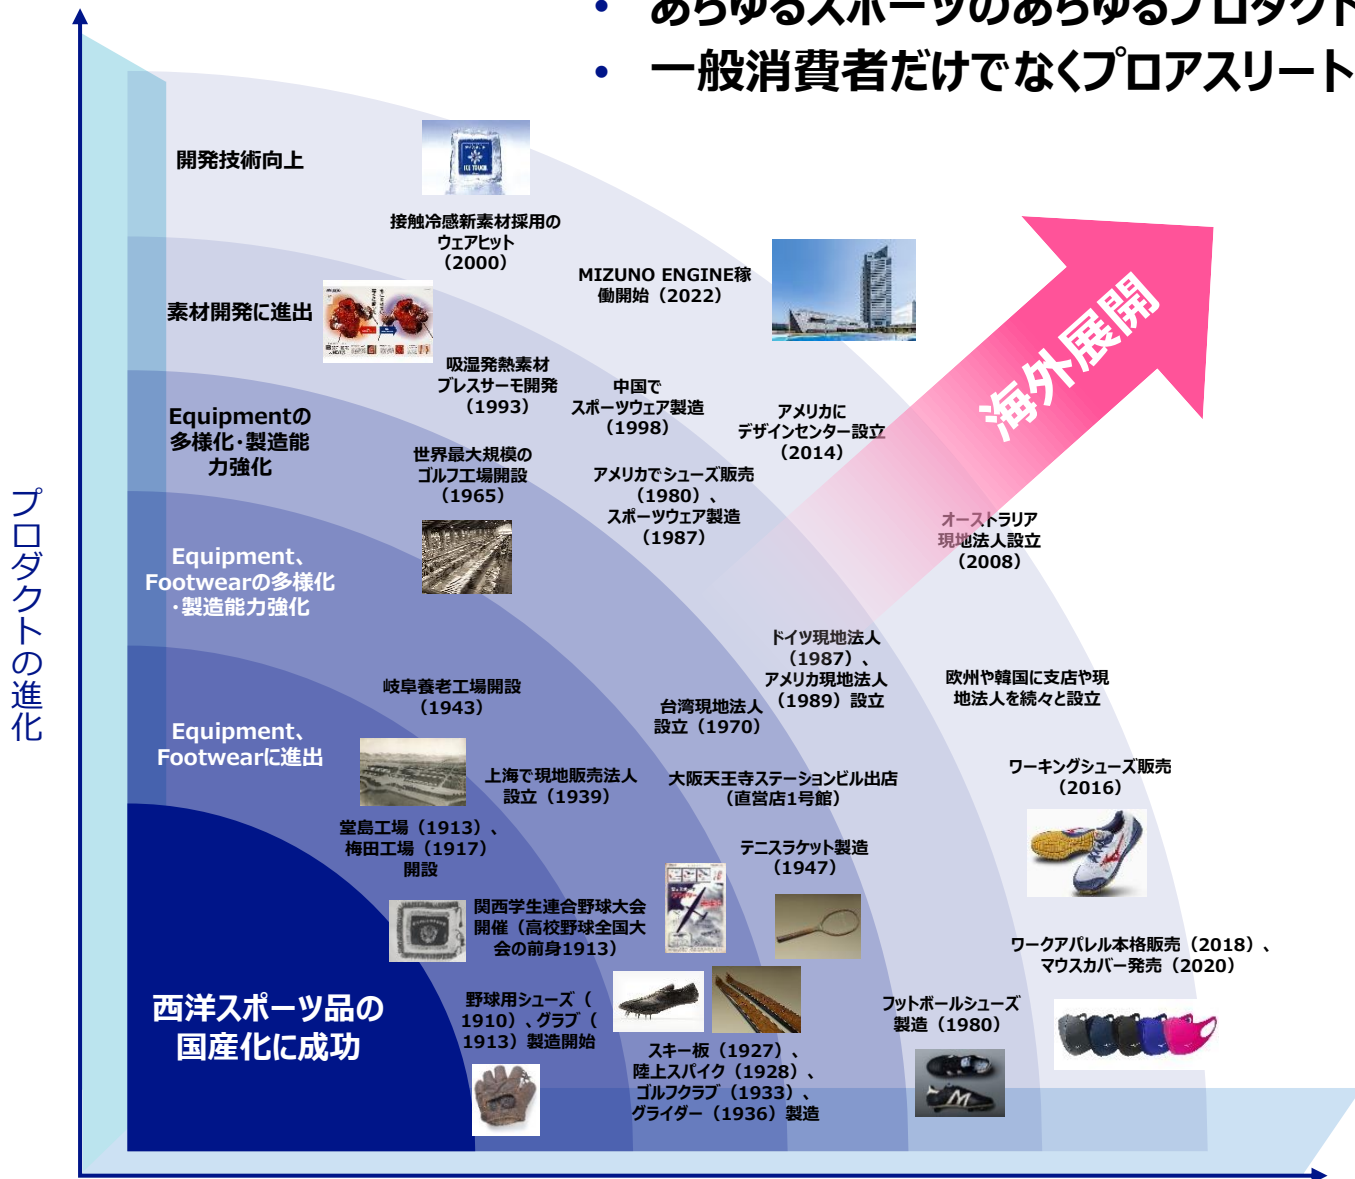 • あらゆるスポーツのあらゆるプロダクト
• 一般消費者だけでなくプロアスリート
開発技術向上
ICE TOUCH
接触冷感新素材採用の
ウェアヒット
（2000）
MIZUNO ENGINE稼
働開始（2022）
海外展開
素材開発に進出
吸湿発熱素材
ブレスサーモ開発
（1993）
中国で
スポーツウェア製造
（1998）
アメリカに
デザインセンター設立
（2014）
Equipmentの
多様化・製造能
力強化
世界最大規模の
ゴルフ工場開設
（1965）
アメリカでシューズ販売
（1980）、
スポーツウェア製造
（1987）
オーストラリア
現地法人設立
（2008）
プロダクトの進化
Equipment、
Footwearの多様化
・製造能力強化
ドイツ現地法人
（1987）、
アメリカ現地法人
（1989）設立
欧州や韓国に支店や現
地法人を続々と設立
岐阜養老工場開設
（1943）
台湾現地法人
設立（1970）
Equipment、
Footwearに進出
上海で現地販売法人
設立（1939）
大阪天王寺ステーションビル出店
（直営店1号館）
ワーキングシューズ販売
（2016）
堂島工場（1913）、
梅田工場（1917）
開設
テニスラケット製造
（1947）
関西学生連合野球大会
開催（高校野球全国大
会の前身1913）
ワークアパレル本格販売（2018）、
マウスカバー発売（2020）
西洋スポーツ品の
国産化に成功
野球用シューズ（
1910）、グラブ（
1913）製造開始
フットボールシューズ
製造（1980）
スキー板（1927）、
陸上スパイク（1928）、
ゴルフクラブ（1933）、
グライダー（1936）製造
M